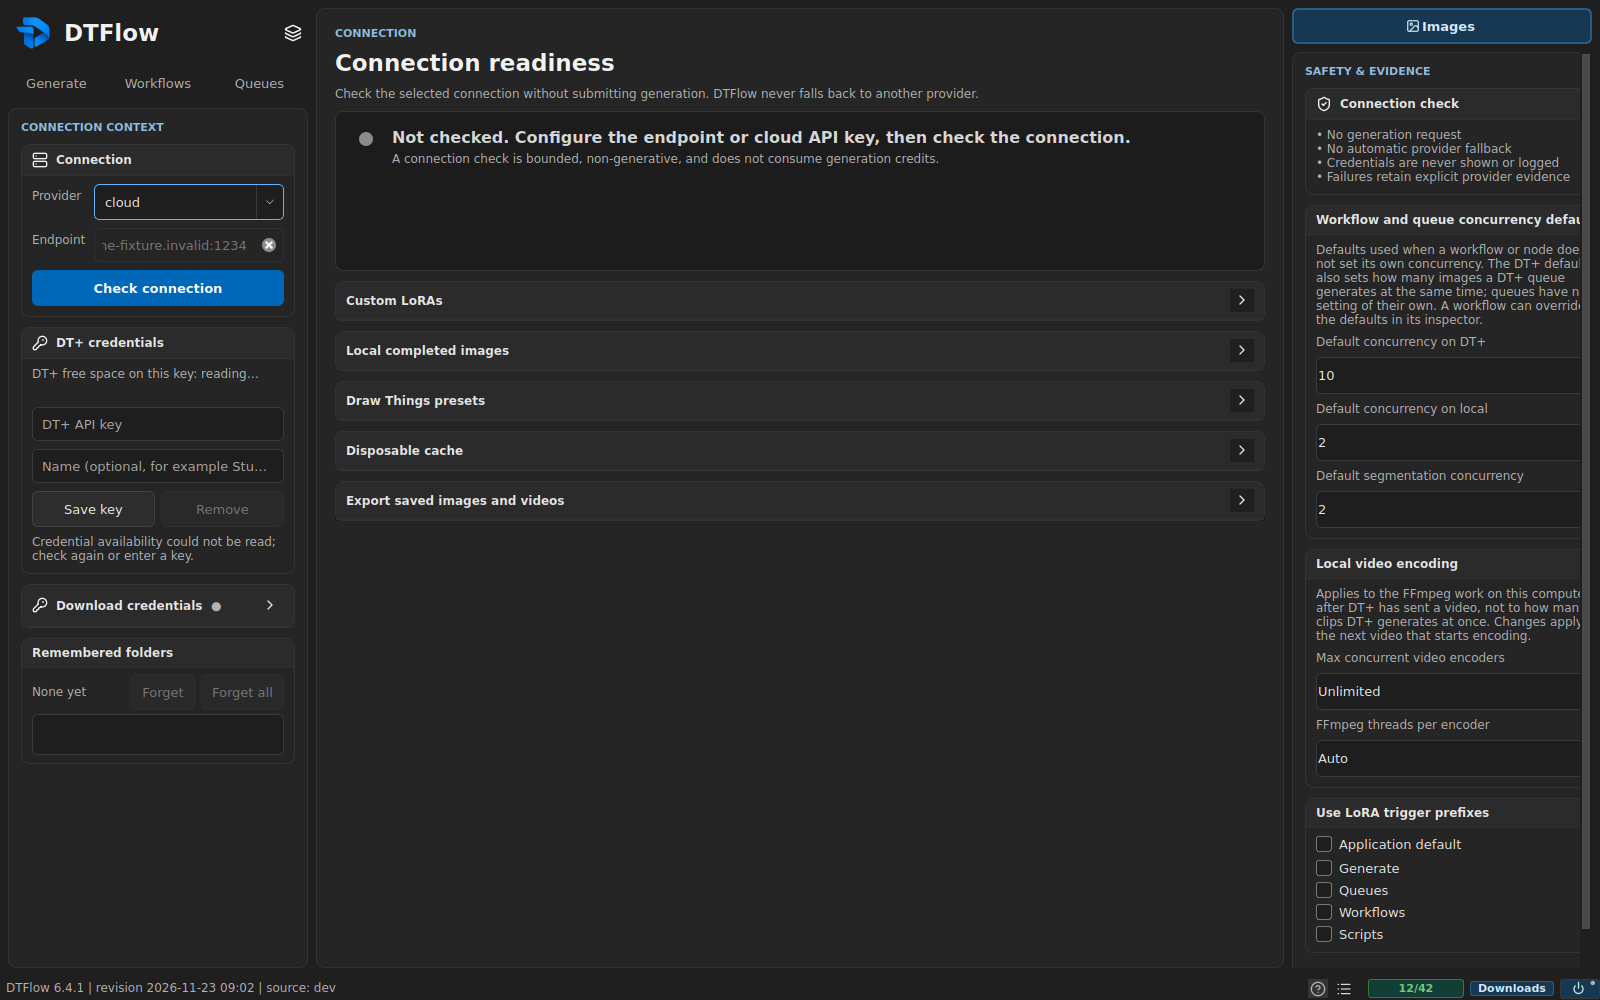 DTFlow
Generate
Workflows
Queues
CONNECTION CONTEXT
Connection
Provider
cloud
Endpoint
ne-fixture.invalid:1234
Check connection
DT+ credentials
DT+ free space on this key: reading...
DT+ API key
Name (optional, for example Stu...
Save key
Remove
Credential availability could not be read;
check again or enter a key.
Download credentials
Remembered folders
None yet
Forget
Forget all
CONNECTION
Connection readiness
Check the selected connection without submitting generation. DTFlow never falls back to another provider.
Not checked. Configure the endpoint or cloud API key, then check the connection.
A connection check is bounded, non-generative, and does not consume generation credits.
Custom LoRAs
Local completed images
Draw Things presets
Disposable cache
Export saved images and videos
Images
SAFETY & EVIDENCE
Connection check
• No generation request
• No automatic provider fallback
• Credentials are never shown or logged
• Failures retain explicit provider evidence
Workflow and queue concurrency defau
Defaults used when a workflow or node doe
not set its own concurrency. The DT+ defaul
also sets how many images a DT+ queue
generates at the same time; queues have n
setting of their own. A workflow can overrid
the defaults in its inspector.
Default concurrency on DT+
10
Default concurrency on local
2
Default segmentation concurrency
2
Local video encoding
Applies to the FFmpeg work on this compute
after DT+ has sent a video, not to how man
clips DT+ generates at once. Changes apply
the next video that starts encoding.
Max concurrent video encoders
Unlimited
FFmpeg threads per encoder
Auto
Use LoRA trigger prefixes
Application default
Generate
Queues
Workflows
Scripts
DTFlow 6.4.1 | revision 2026-11-23 09:02 | source: dev
12/42
Downloads